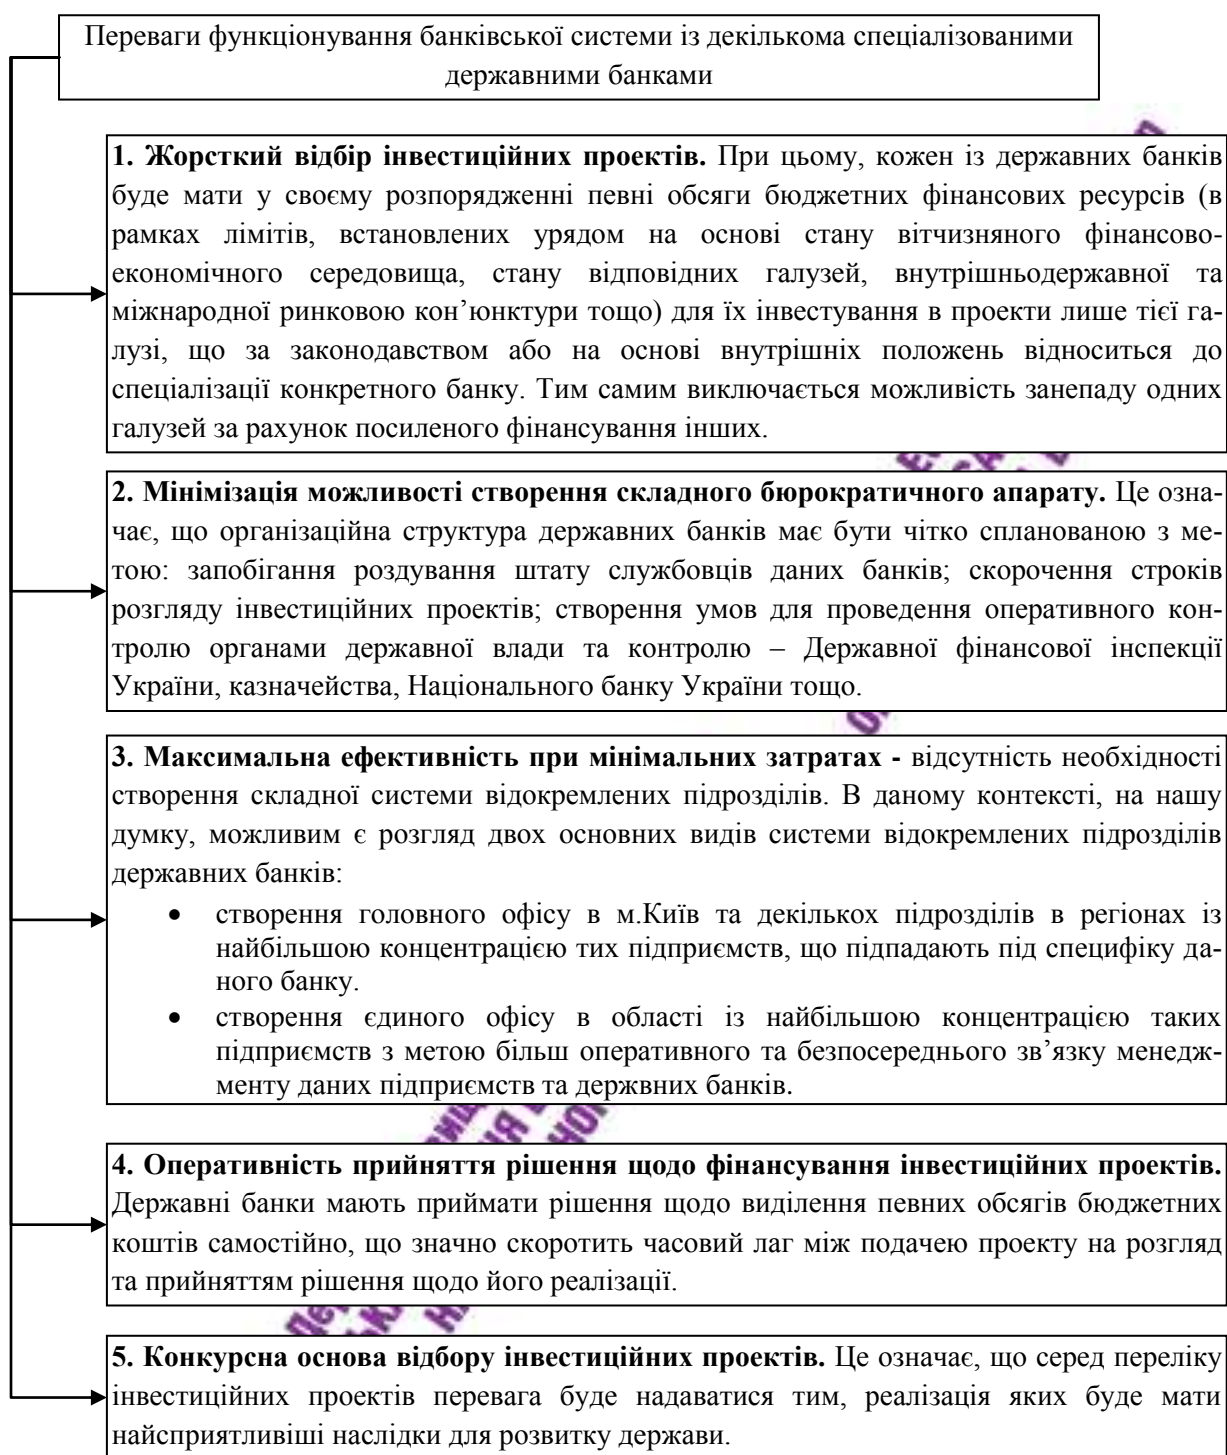 Переваги функціонування банківської системи із декількома спеціалізованими
державними банками
1. Жорсткий відбір інвестиційних проектів. При цьому, кожен із державних банків
буде мати у своєму розпорядженні певні обсяги бюджетних фінансових ресурсів (в
рамках лімітів, встановлених урядом на основі стану вітчизняного фінансово-
економічного середовища, стану відповідних галузей, внутрішньодержавної та
міжнародної ринковою кон’юнктури тощо) для їх інвестування в проекти лише тієї га-
лузі, що за законодавством або на основі внутрішніх положень відноситься до
спеціалізації конкретного банку. Тим самим виключається можливість занепаду одних
галузей за рахунок посиленого фінансування інших.
2. Мінімізація можливості створення складного бюрократичного апарату. Це озна-
чає, що організаційна структура державних банків має бути чітко спланованою з ме-
тою: запобігання роздування штату службовців даних банків; скорочення строків
розгляду інвестиційних проектів; створення умов для проведення оперативного кон-
тролю органами державної влади та контролю – Державної фінансової інспекції
України, казначейства, Національного банку України тощо.
3. Максимальна ефективність при мінімальних затратах - відсутність необхідності
створення складної системи відокремлених підрозділів. В даному контексті, на нашу
думку, можливим є розгляд двох основних видів системи відокремлених підрозділів
державних банків:
• створення головного офісу в м.Київ та декількох підрозділів в регіонах із
найбільшою концентрацією тих підприємств, що підпадають під специфіку да-
ного банку.
• створення єдиного офісу в області із найбільшою концентрацією таких
підприємств з метою більш оперативного та безпосереднього зв’язку менедж-
менту даних підприємств та держвних банків.
4. Оперативність прийняття рішення щодо фінансування інвестиційних проектів.
Державні банки мають приймати рішення щодо виділення певних обсягів бюджетних
коштів самостійно, що значно скоротить часовий лаг між подачею проекту на розгляд
та прийняттям рішення щодо його реалізації.
5. Конкурсна основа відбору інвестиційних проектів. Це означає, що серед переліку
інвестиційних проектів перевага буде надаватися тим, реалізація яких буде мати
найсприятливіші наслідки для розвитку держави.